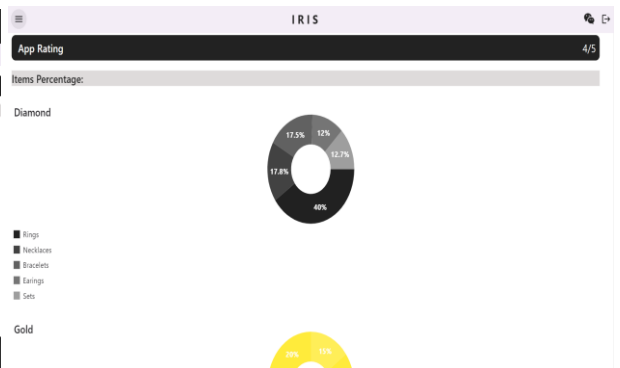 IRIS
App Rating 4/5
Items Percentage:
Diamond
17.5% 12%
12.7%
17.8%
40%
Rings
Necklaces
Bracelets
Earings
Sets
Gold
20% 15%